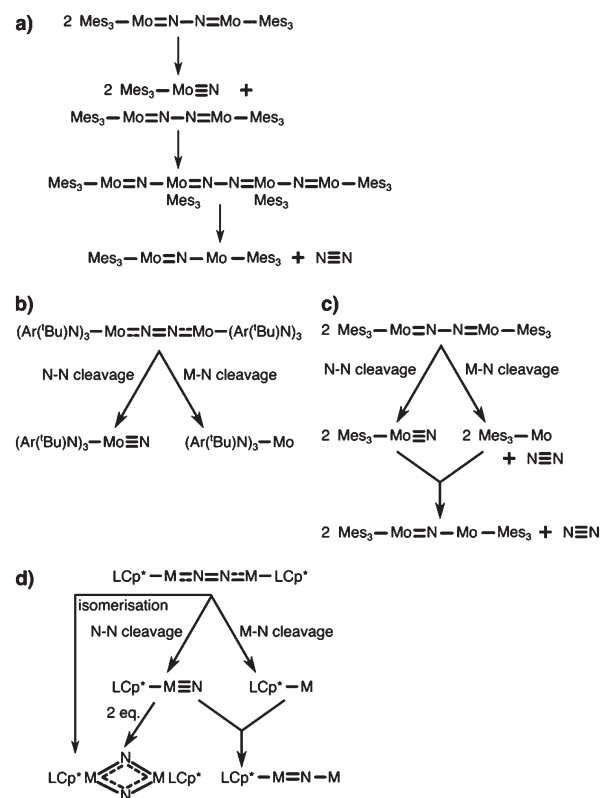 a)
2 Mes₃—Mo=N—N=Mo—Mes₃
2 Mes₃—Mo≡N +
Mes₃—Mo=N—N=Mo—Mes₃
Mes₃—Mo=N—Mo=N—N=Mo—N=Mo—Mes₃
Mes₃ Mes₃
Mes₃—Mo=N—Mo—Mes₃ + N≡N
b)
(Ar(ᵗBu)N)₃—Mo=N=N=Mo—(Ar(ᵗBu)N)₃
N-N cleavage M-N cleavage
(Ar(ᵗBu)N)₃—Mo≡N (Ar(ᵗBu)N)₃—Mo
c)
2 Mes₃—Mo=N—N=Mo—Mes₃
N-N cleavage M-N cleavage
2 Mes₃—Mo≡N 2 Mes₃—Mo
+ N≡N
2 Mes₃—Mo=N—Mo—Mes₃ + N≡N
d)
LCp*—M=N=N=M—LCp*
isomerisation
N-N cleavage M-N cleavage
LCp*—M≡N LCp*—M
2 eq.
N
LCp*M M LCp* LCp*—M=N—M
N